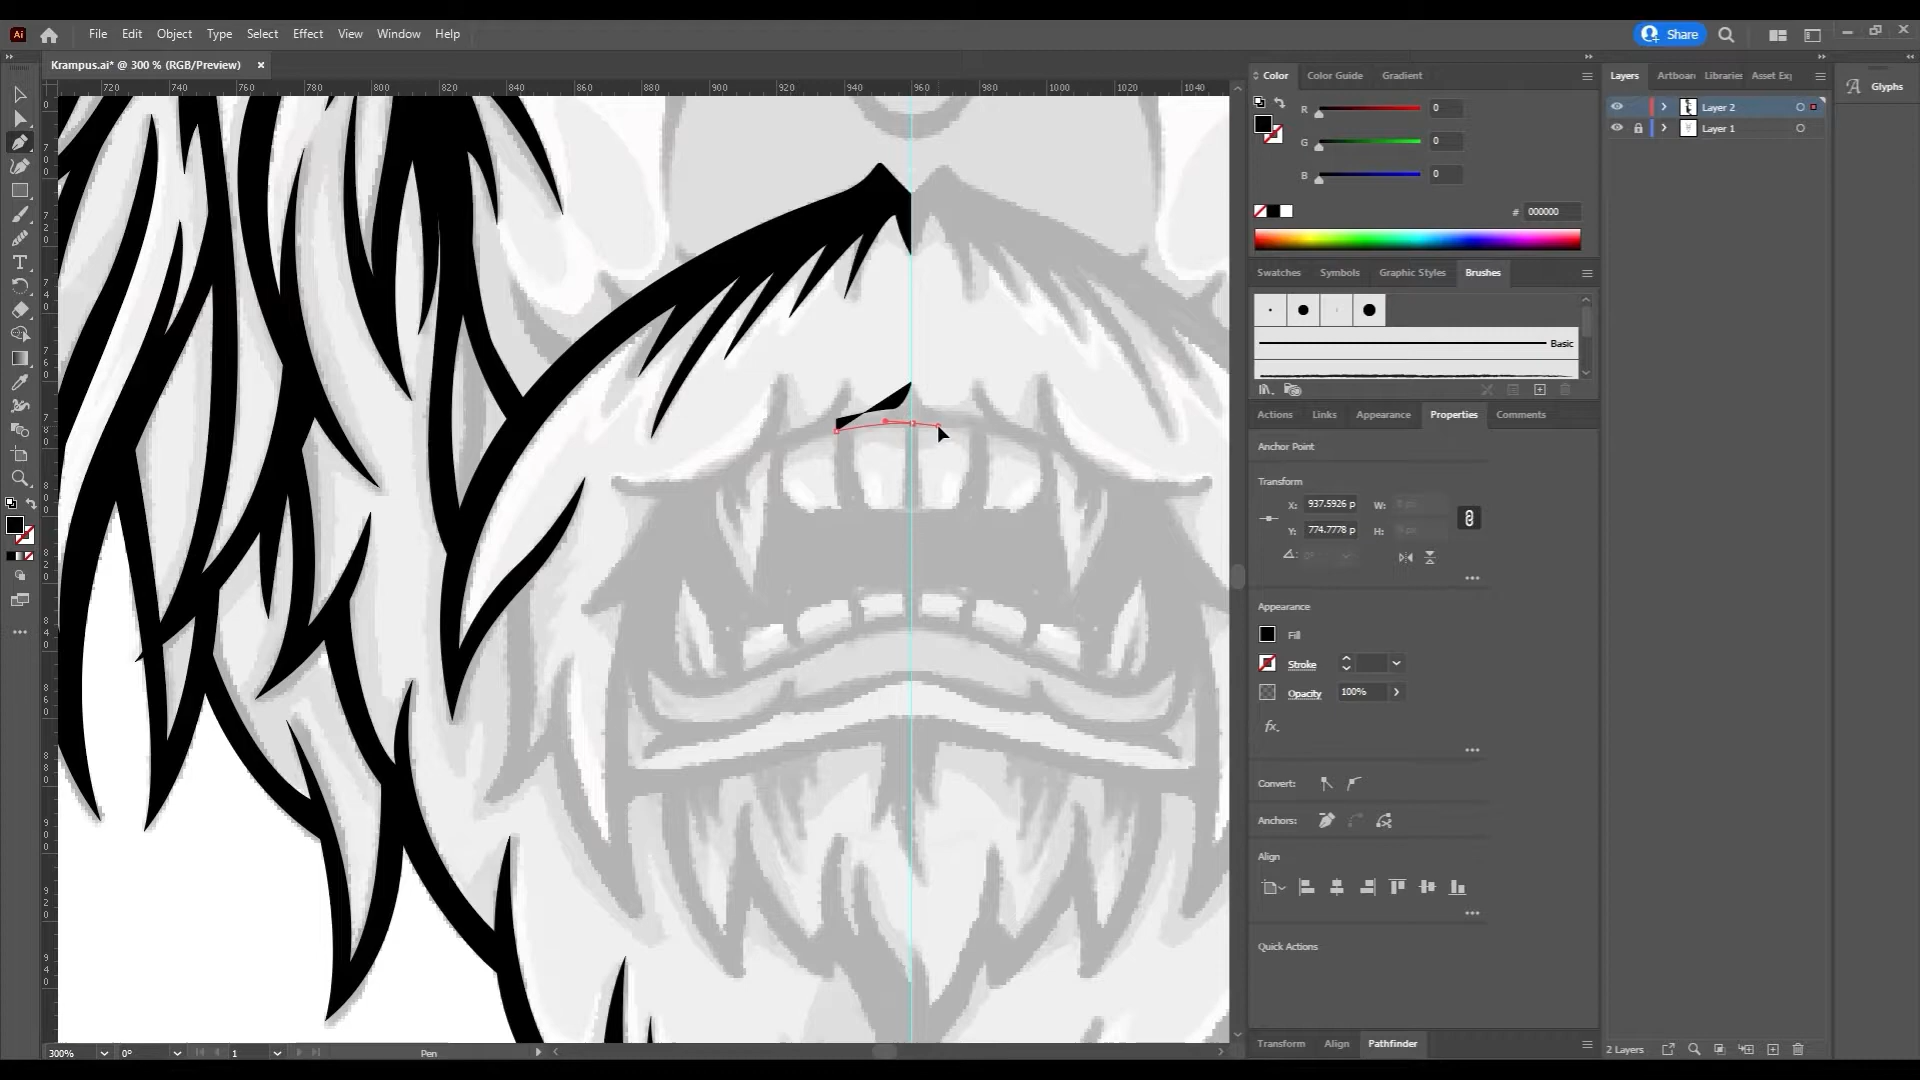 Ai File Edit Object Type Select Effect View Window Help Share
Krampus.ai* @ 300 % (RGB/Preview) ×
720 740 760 780 800 820 840 860 880 900 920 940 960 980 1000 1020 1040
Color Color Guide Gradient
R 0
G 0
B 0
# 000000
Swatches Symbols Graphic Styles Brushes
Basic
Actions Links Appearance Properties Comments
Anchor Point
Transform
X: 937.5926 p W:
Y: 774.7778 p H:
Appearance
Fill
Stroke
Opacity 100%
fx.
Convert:
Anchors:
Align
Quick Actions
Transform Align Pathfinder
Layers Artboar Librarie Asset Ex
Layer 2
Layer 1
2 Layers
Glyphs
300% 0° 1 Pen